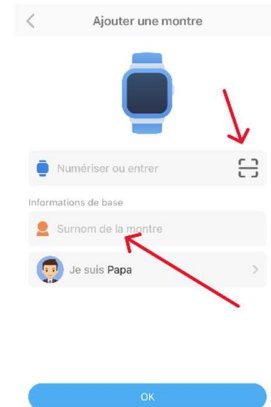 Ajouter une montre
Numériser ou entrer
Informations de base
Surnom de la montre
Je suis Papa
OK